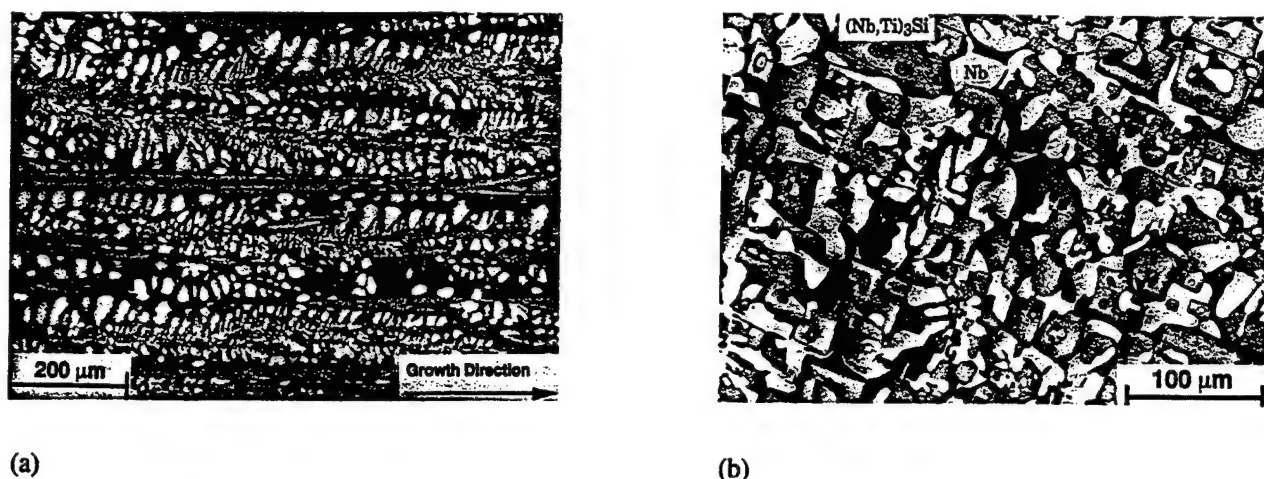 (Nb,Ti)3Si
Nb
200 μm
Growth Direction
100 μm
(a)
(b)